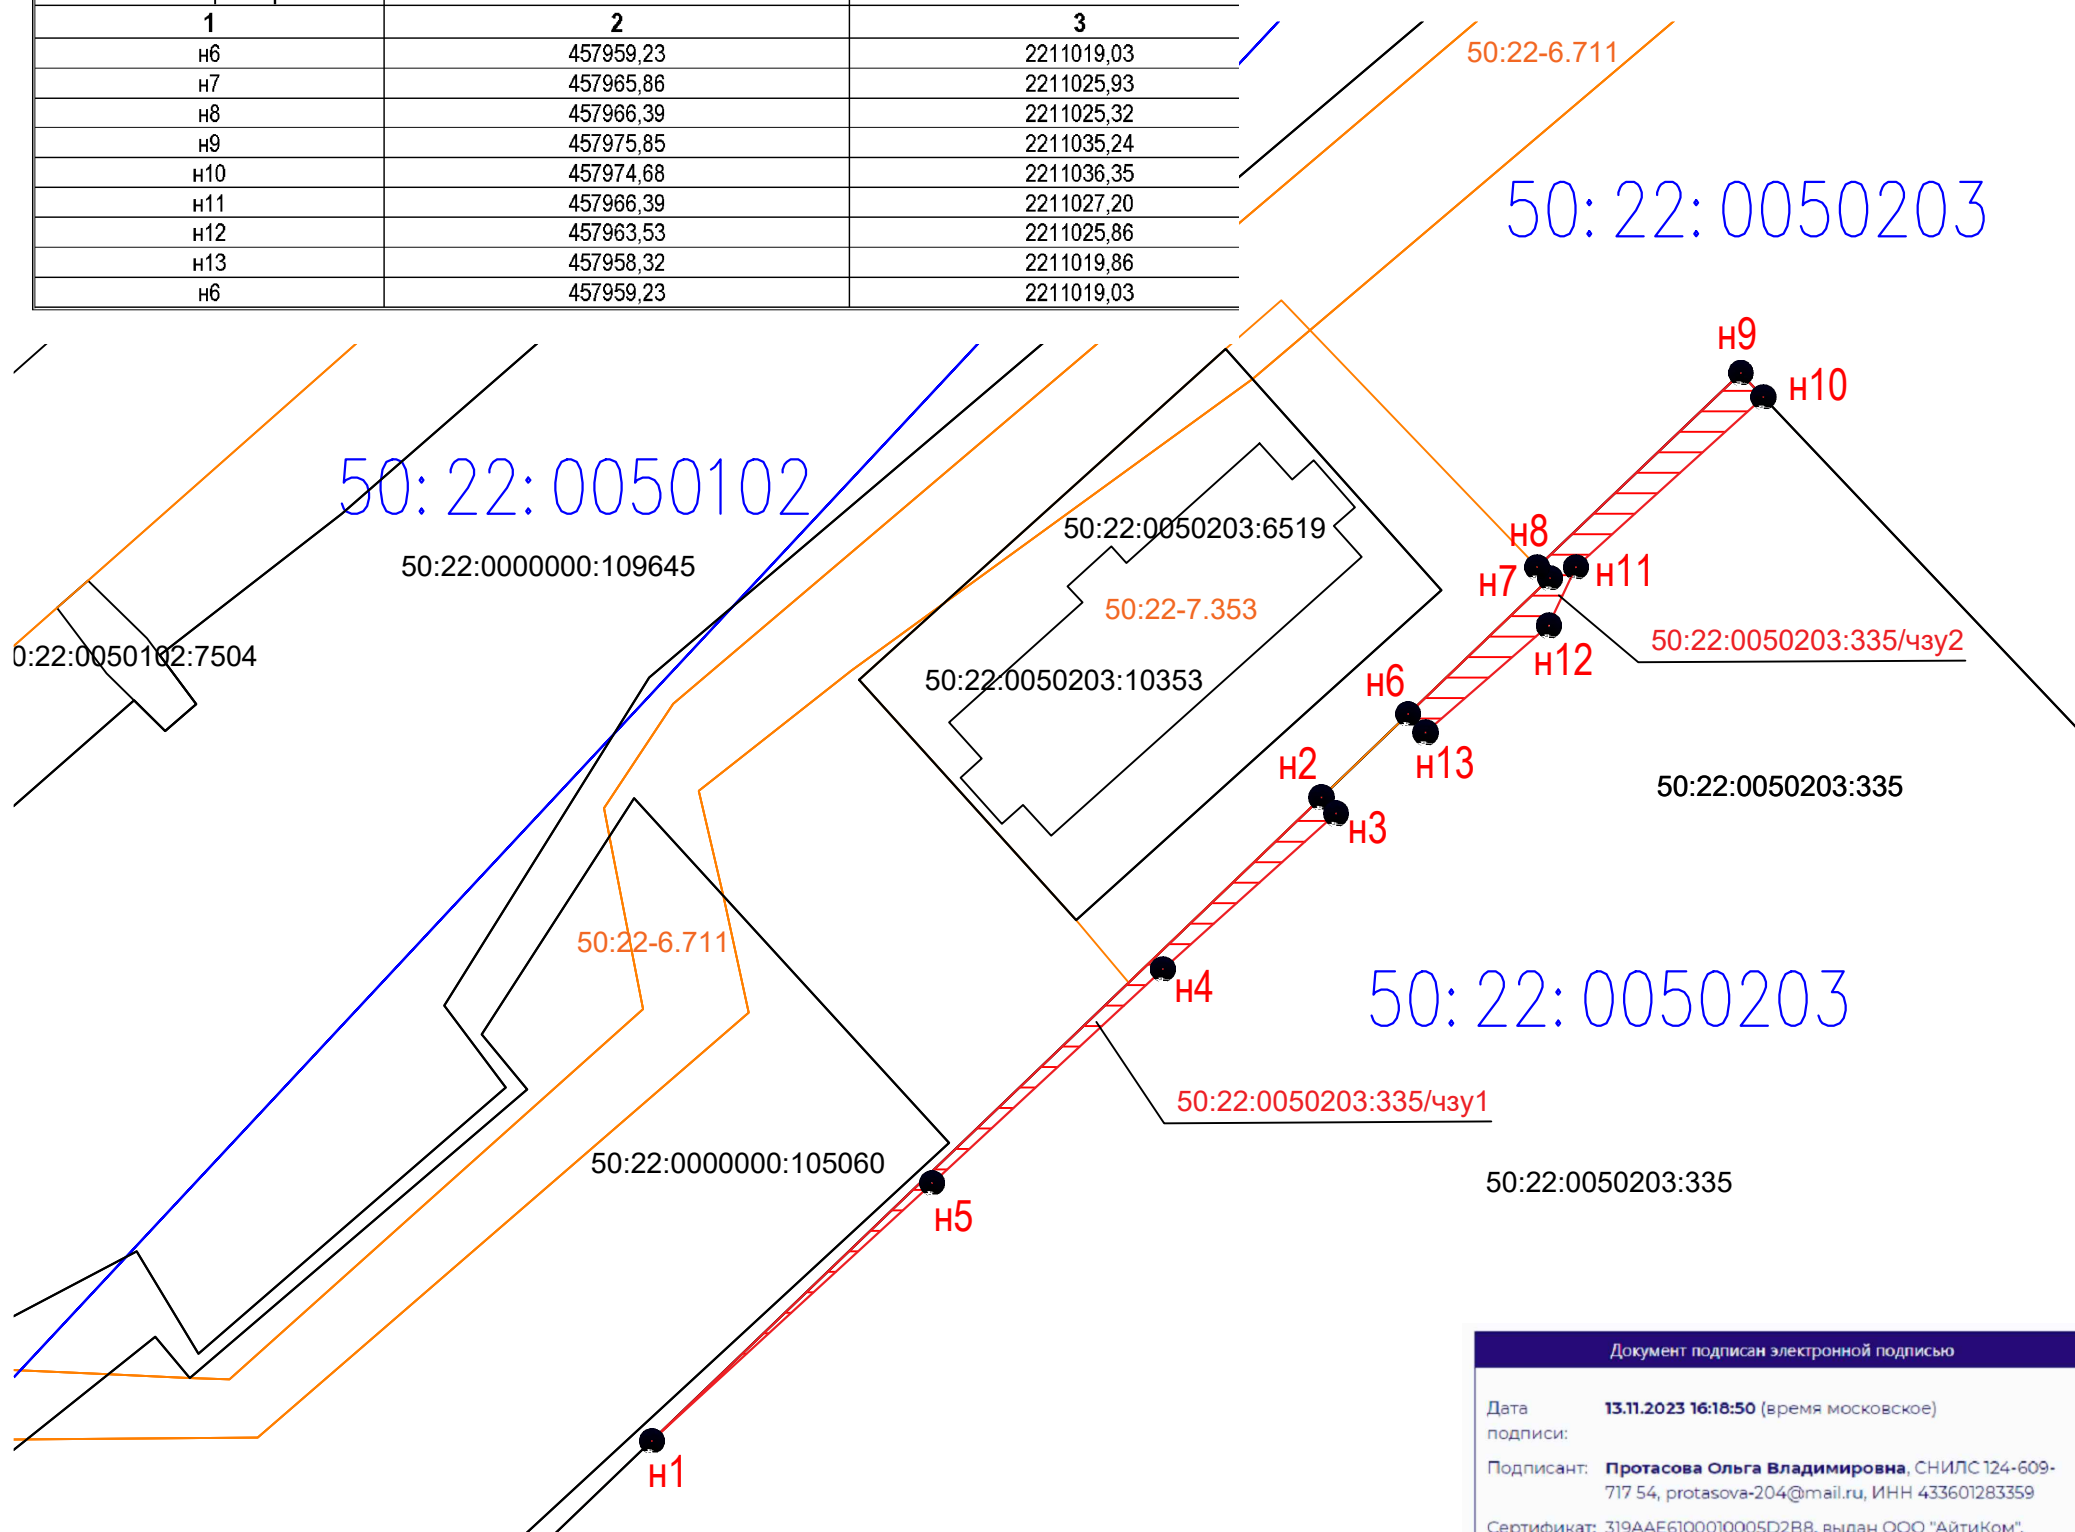 1 2 3
н6 457959,23 2211019,03
н7 457965,86 2211025,93
н8 457966,39 2211025,32
н9 457975,85 2211035,24
н10 457974,68 2211036,35
н11 457966,39 2211027,20
н12 457963,53 2211025,86
н13 457958,32 2211019,86
н6 457959,23 2211019,03
50:22-6.711
50:22:0050203
н9
н10
50:22:0050102
50:22:0050203:6519
н8
50:22:0000000:109645
н7
н11
50:22-7.353
50:22:0050203:335/чзу2
0:22:0050102:7504
н12
50:22:0050203:10353
н6
н2
н13
50:22:0050203:335
н3
50:22-6.711
н4
50:22:0050203
50:22:0050203:335/чзу1
50:22:0000000:105060
50:22:0050203:335
н5
н1
Документ подписан электронной подписью
Дата подписи: 13.11.2023 16:18:50 (время московское)
Подписант: Протасова Ольга Владимировна, СНИЛС 124-609-
717 54, protasova-204@mail.ru, ИНН 433601283359
Сертификат: 319AAE6100010005D2B8, выдан ООО "АйтиКом",